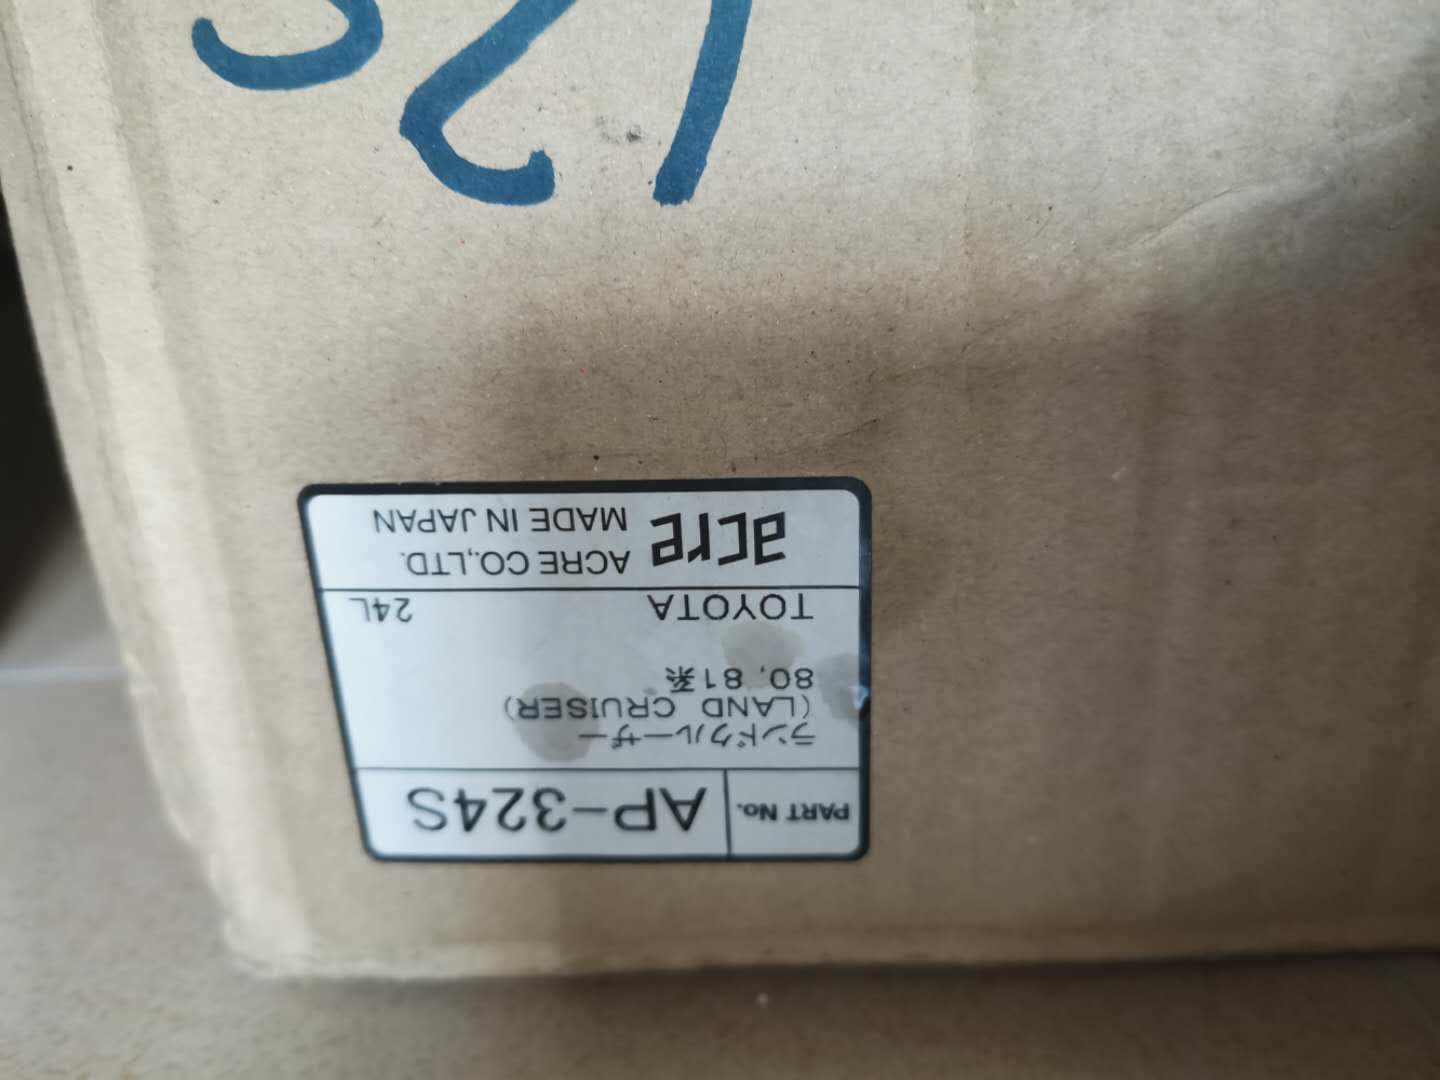 PART No. AP-324S
ランドクルーザー
(LAND CRUISER)
80, 81系
TOYOTA 24L
acre ACRE CO.,LTD.
MADE IN JAPAN